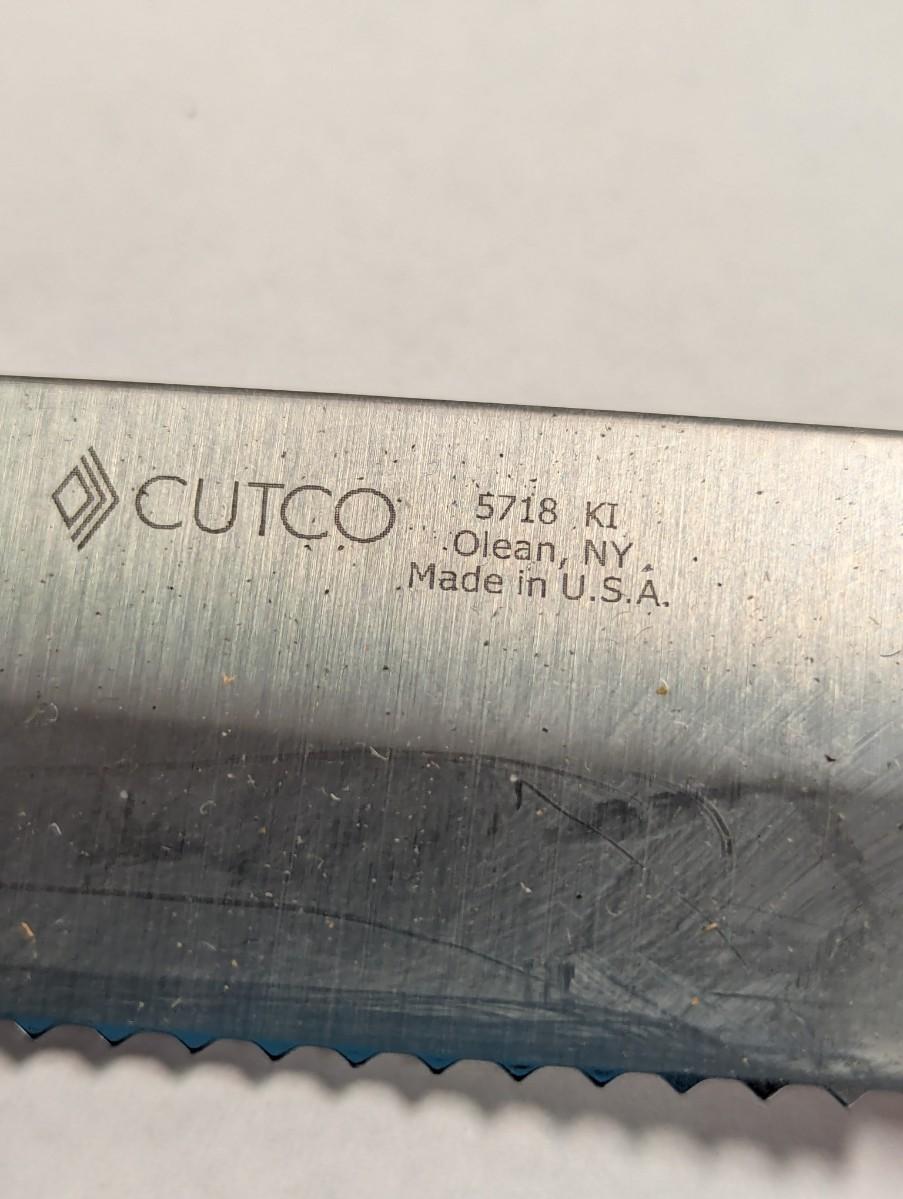 CUTCO
5718 KI
Olean, NY
Made in U.S.A.